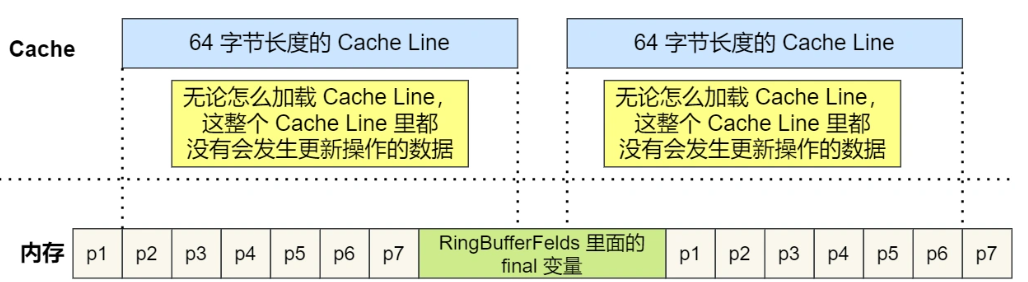 Cache
64 字节长度的 Cache Line
64 字节长度的 Cache Line
无论怎么加载 Cache Line，
这整个 Cache Line 里都
没有会发生更新操作的数据
无论怎么加载 Cache Line，
这整个 Cache Line 里都
没有会发生更新操作的数据
内存
p1
p2
p3
p4
p5
p6
p7
RingBufferFelds 里面的
final 变量
p1
p2
p3
p4
p5
p6
p7